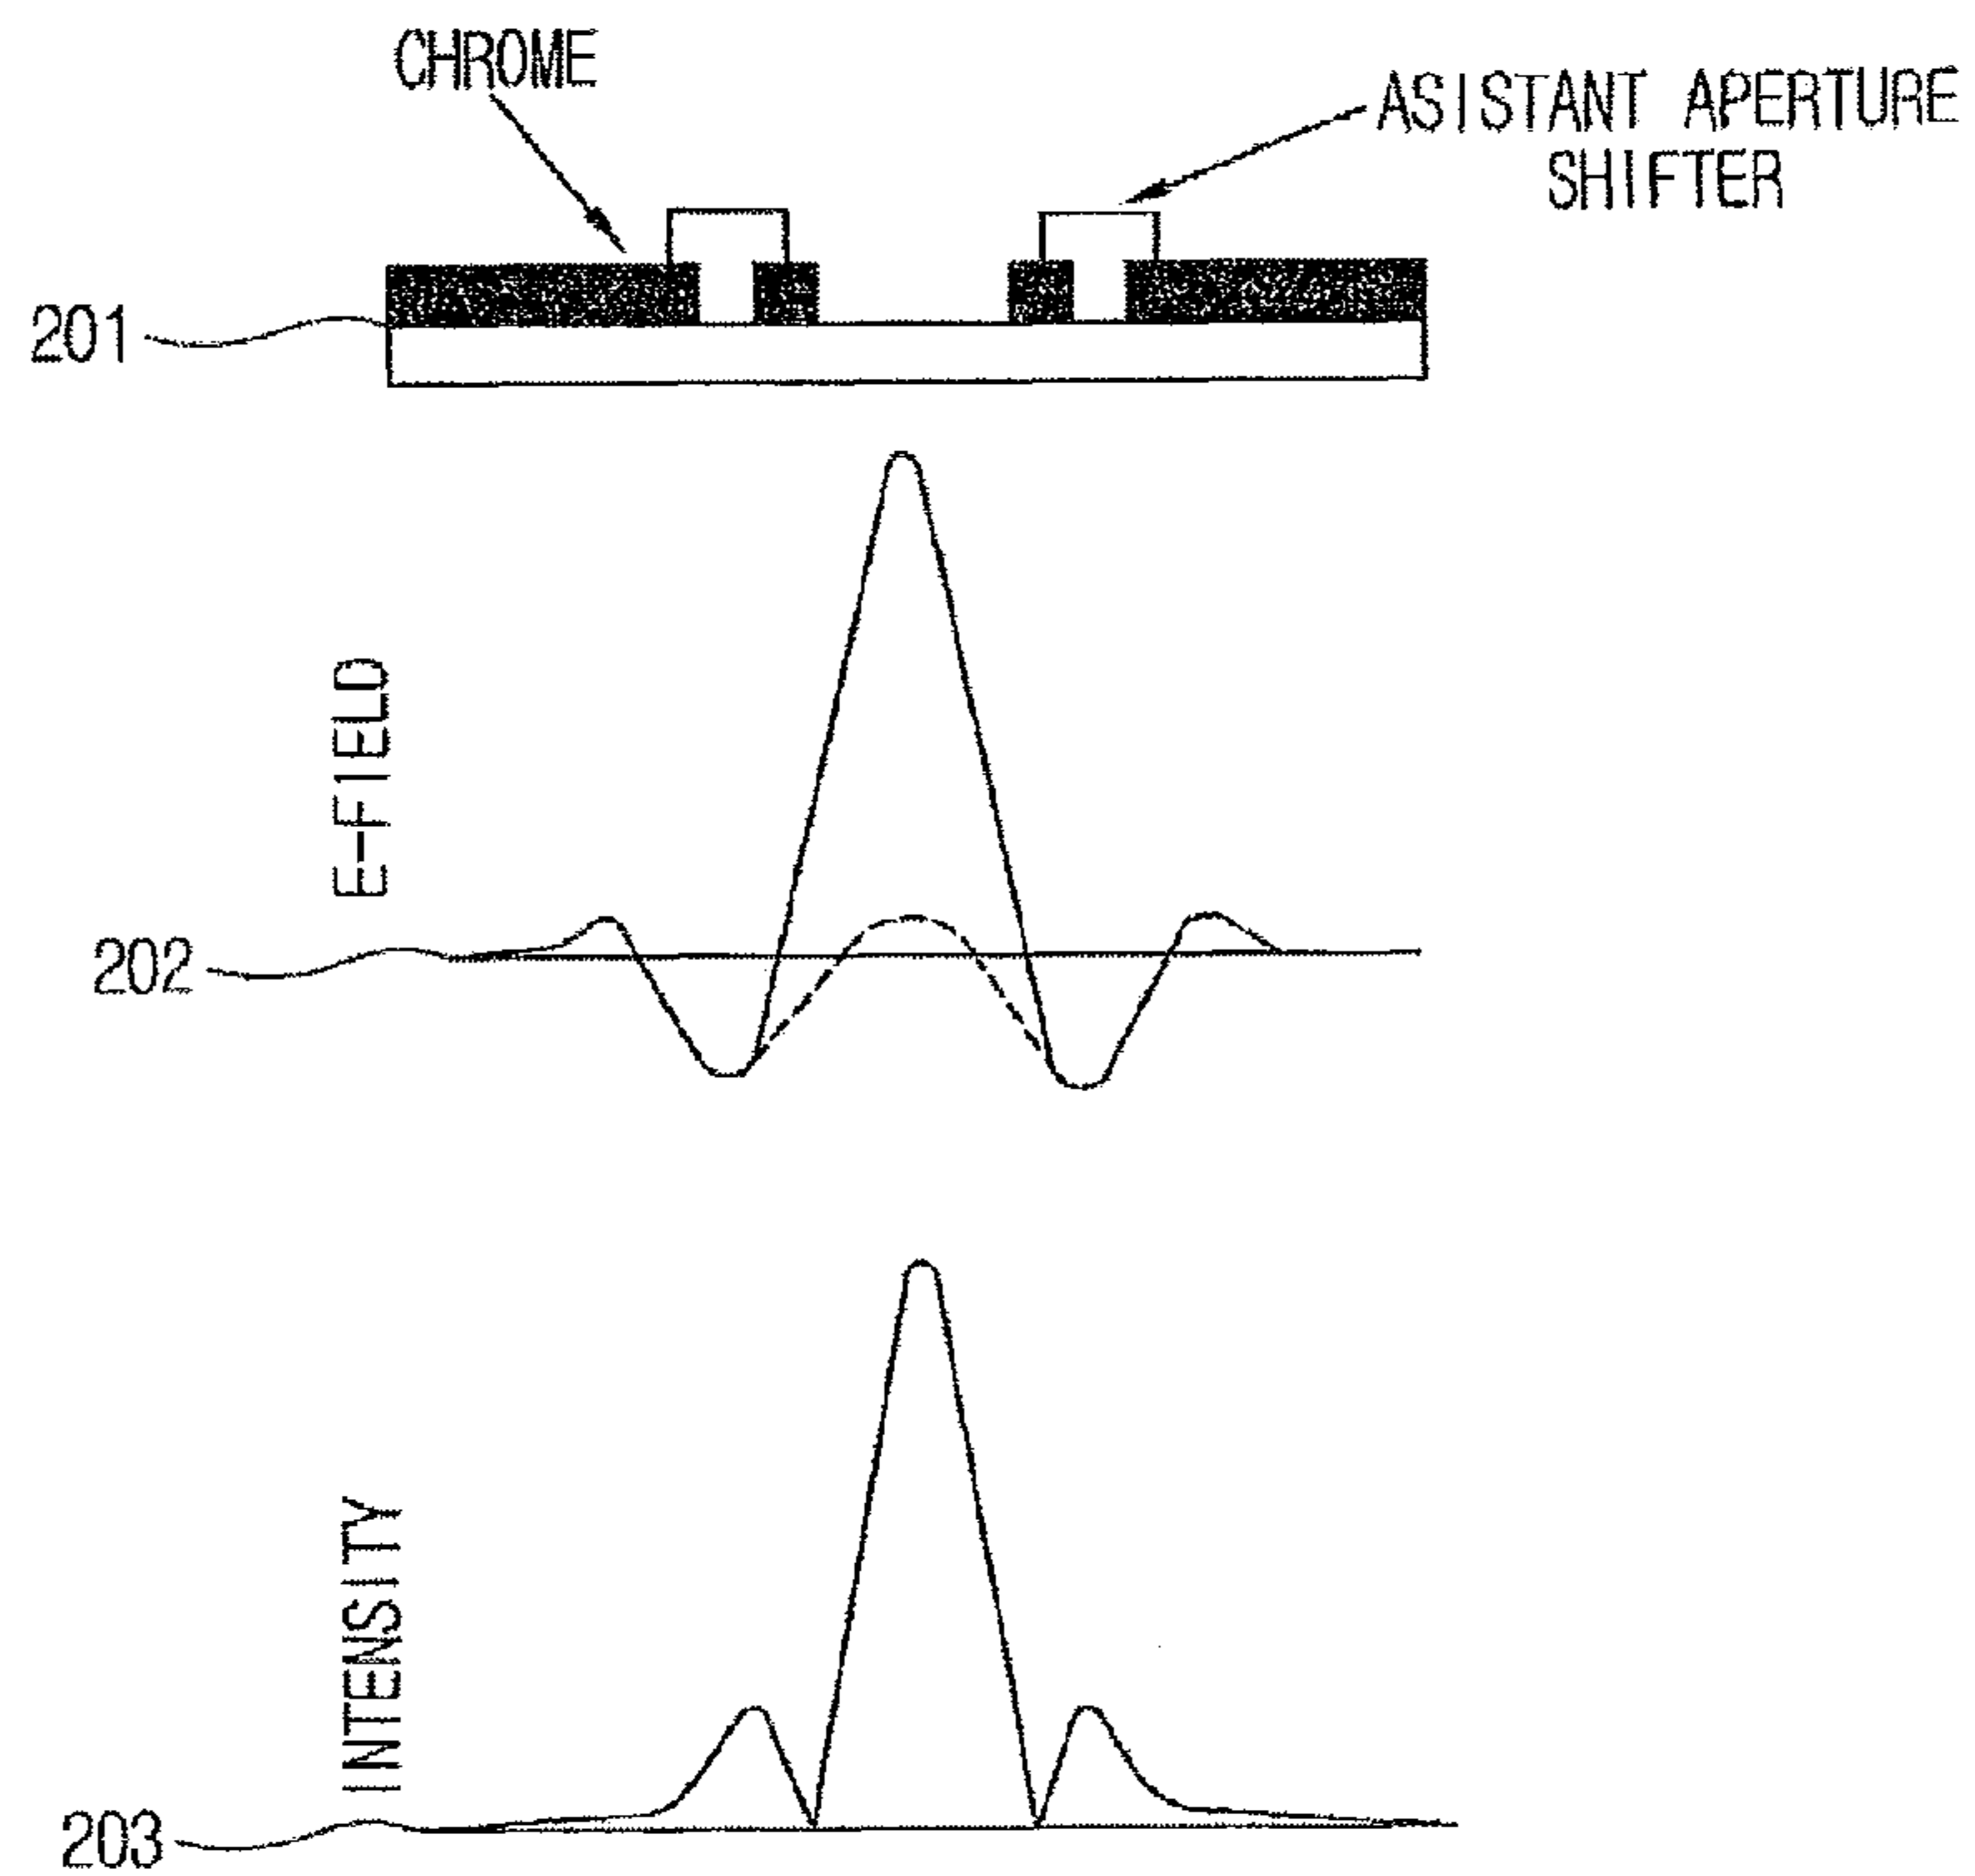 CHROME
ASISTANT APERTURE
SHIFTER
201
E-FIELD
202
INTENSITY
203